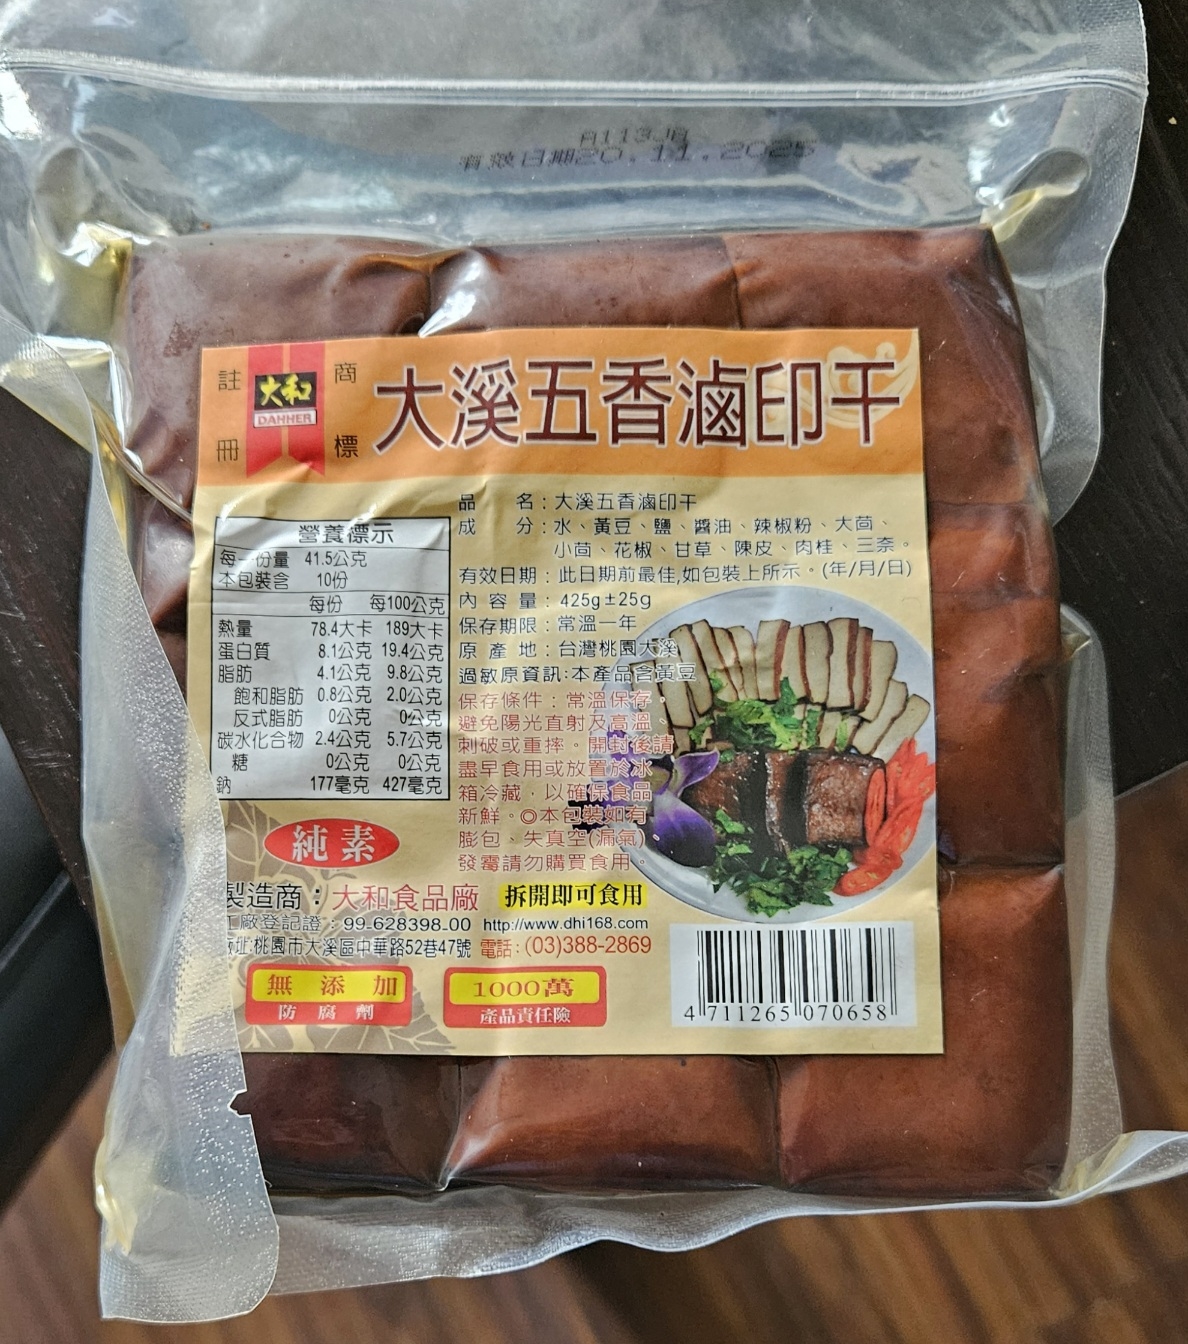 A113JA
有效日期20.11.2025
註 商
冊 標
大和
DAHHER
大溪五香滷印干
品 名：大溪五香滷印干
成 分：水、黃豆、鹽、醬油、辣椒粉、大茴、
小茴、花椒、甘草、陳皮、肉桂、三奈。
有效日期：此日期前最佳,如包裝上所示。(年/月/日)
內 容 量：425g±25g
保存期限：常溫一年
原 產 地：台灣桃園大溪
過敏原資訊:本產品含黃豆
保存條件：常溫保存，
避免陽光直射及高溫、
刺破或重摔。開封後請
盡早食用或放置於冰
箱冷藏，以確保食品
新鮮。◎本包裝如有
膨包、失真空(漏氣)、
發霉請勿購買食用。
營養標示
每一份量 41.5公克
本包裝含 10份
每份 每100公克
熱量 78.4大卡 189大卡
蛋白質 8.1公克 19.4公克
脂肪 4.1公克 9.8公克
飽和脂肪 0.8公克 2.0公克
反式脂肪 0公克 0公克
碳水化合物 2.4公克 5.7公克
糖 0公克 0公克
鈉 177毫克 427毫克
純素
製造商：大和食品廠 拆開即可食用
工廠登記證：99-628398-00 http://www.dhi168.com
廠址:桃園市大溪區中華路52巷47號 電話：(03)388-2869
無添加
防腐劑
1000萬
產品責任險
4 711265 070658